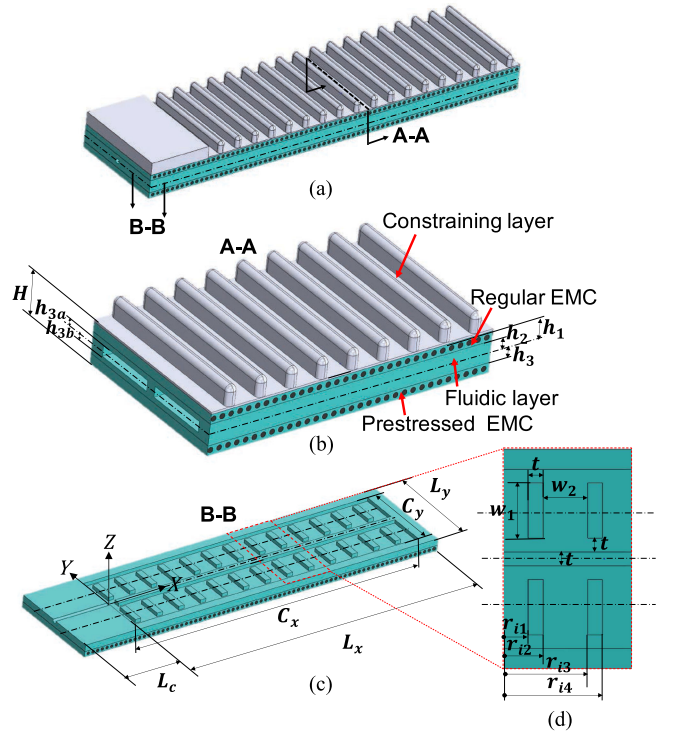 A-A
B-B
(a)
A-A
Constraining layer
H
h3a
h3b
Regular EMC
h1
h2
h3
Fluidic layer
Prestressed EMC
(b)
B-B
Ly
Cy
Z
Y
X
Cx
Lx
Lc
(c)
t
w2
w1
t
t
ri1
ri2
ri3
ri4
(d)